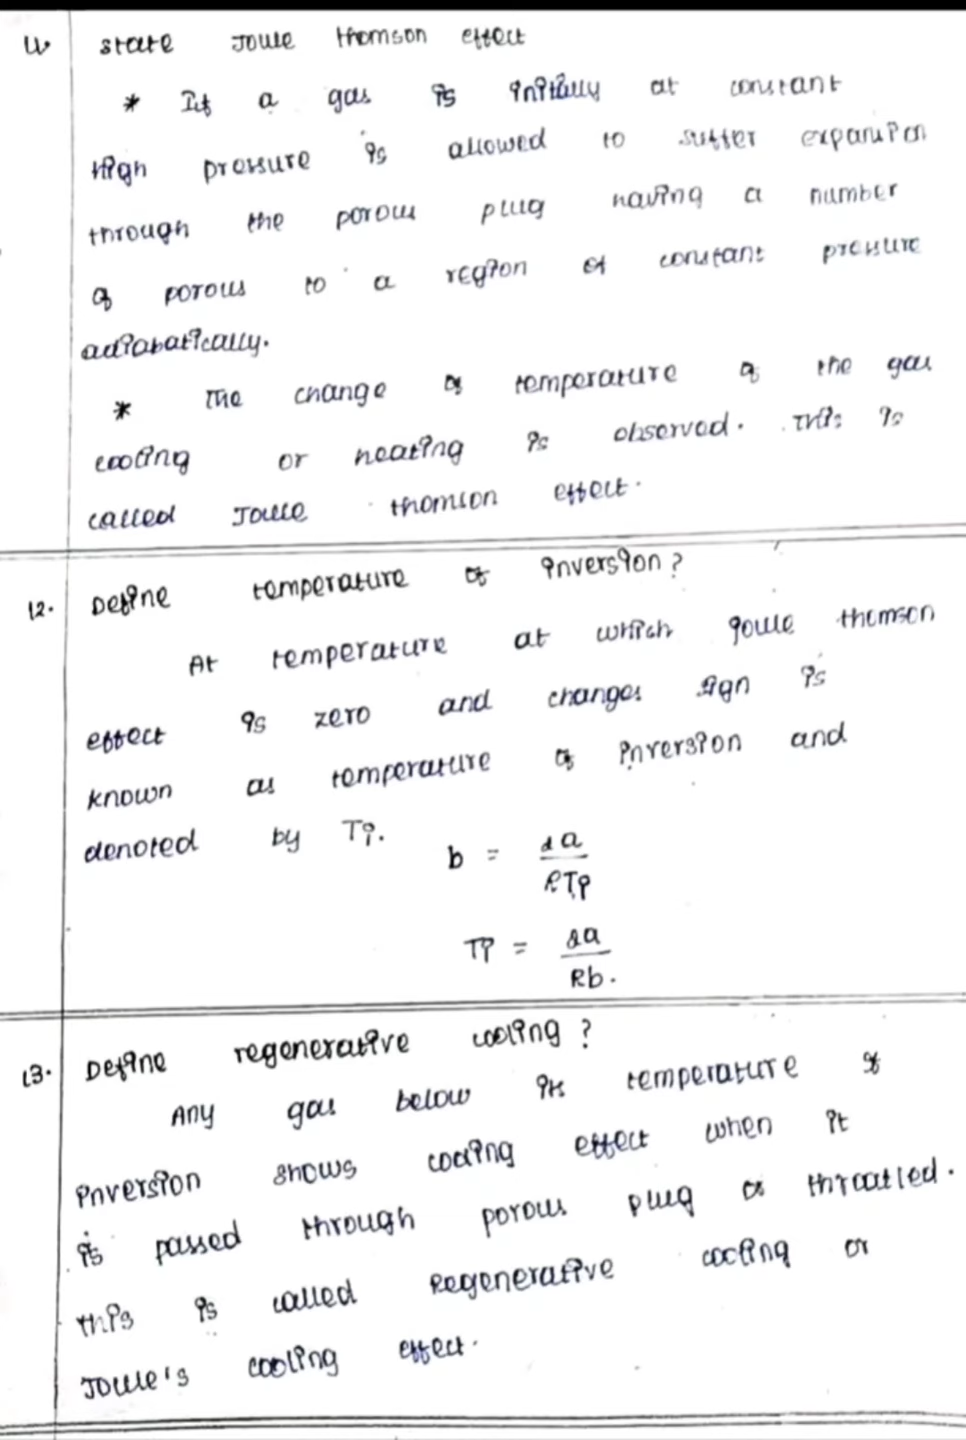 11. state Joule thomson effect
* If a gas is initially at constant
high pressure is allowed to suffer expansion
through the porous plug having a number
of porous to a region of constant pressure
adiabatically.
* The change of temperature of the gas
cooling or heating is observed. This is
called Joule thomson effect.
12. Define temperature of inversion?
At temperature at which joule thomson
effect is zero and changes sign is
known as temperature of inversion and
denoted by Ti.
b = 2a/RTi
Ti = 2a/Rb.
13. Define regenerative cooling?
Any gas below its temperature of
inversion shows cooling effect when it
is passed through porous plug or throatled.
this is called Regenerative cooling or
Joule's cooling effect.